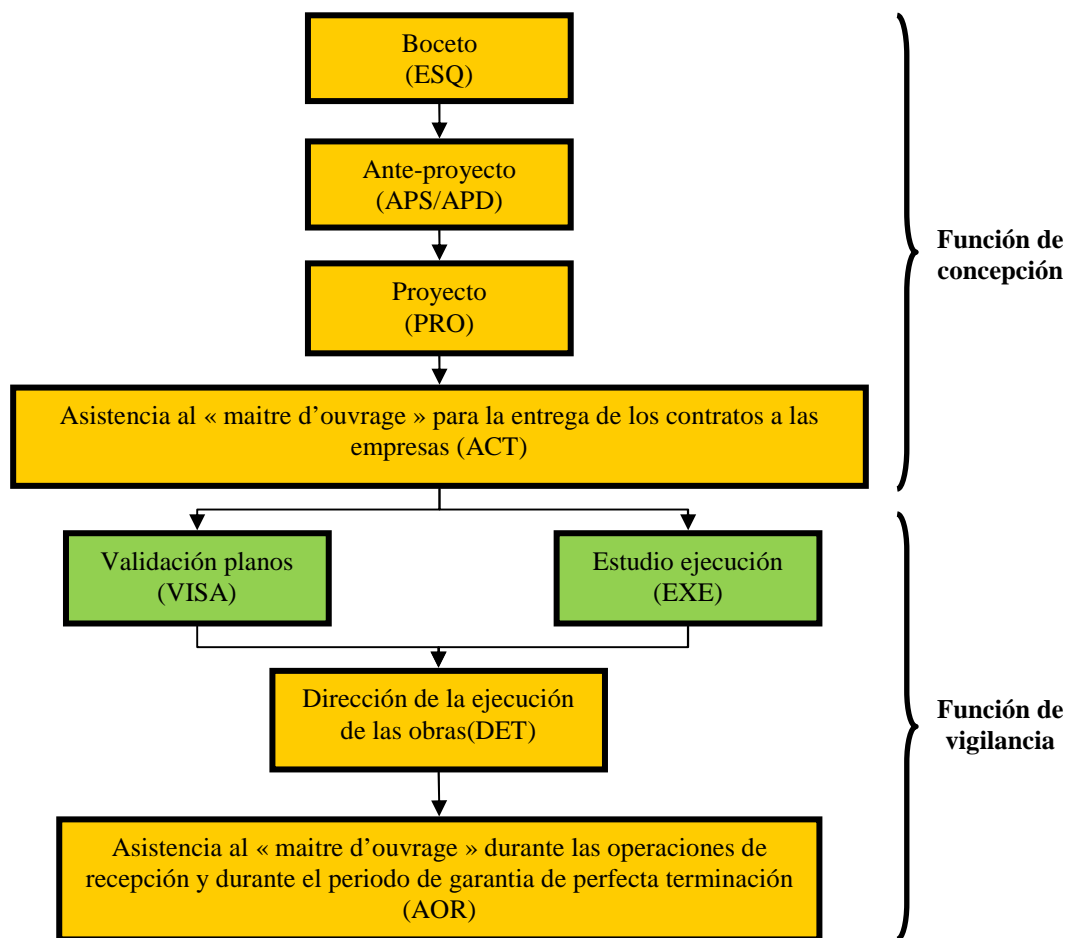 Boceto
(ESQ)
Ante-proyecto
(APS/APD)
Proyecto
(PRO)
Asistencia al « maitre d’ouvrage » para la entrega de los contratos a las
empresas (ACT)
Función de
concepción
Validación planos
(VISA)
Estudio ejecución
(EXE)
Dirección de la ejecución
de las obras(DET)
Asistencia al « maitre d’ouvrage » durante las operaciones de
recepción y durante el periodo de garantia de perfecta terminación
(AOR)
Función de
vigilancia